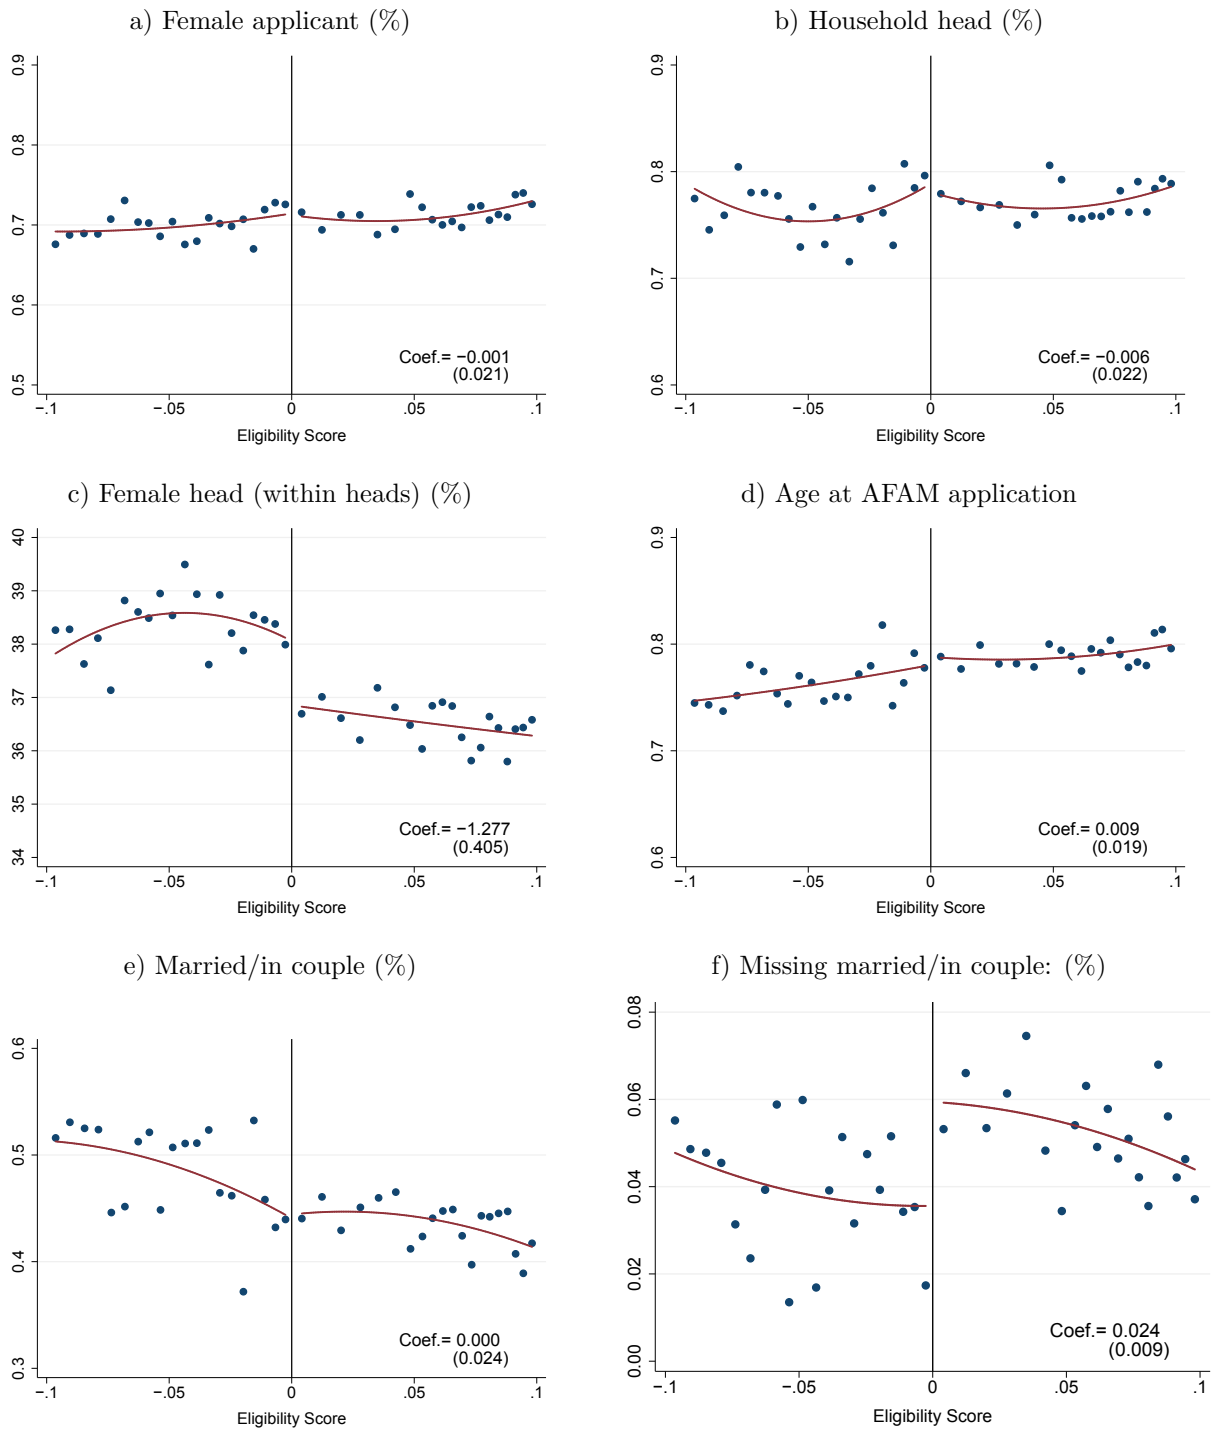 a) Female applicant (%)
0.9
0.8
0.7
0.6
0.5
Coef.= −0.001
(0.021)
−.1 −.05 0 .05 .1
Eligibility Score
b) Household head (%)
0.9
0.8
0.7
0.6
Coef.= −0.006
(0.022)
−.1 −.05 0 .05 .1
Eligibility Score
c) Female head (within heads) (%)
40
39
38
37
36
35
34
Coef.= −1.277
(0.405)
−.1 −.05 0 .05 .1
Eligibility Score
d) Age at AFAM application
0.9
0.8
0.7
0.6
Coef.= 0.009
(0.019)
−.1 −.05 0 .05 .1
Eligibility Score
e) Married/in couple (%)
0.6
0.5
0.4
0.3
Coef.= 0.000
(0.024)
−.1 −.05 0 .05 .1
Eligibility Score
f) Missing married/in couple: (%)
0.08
0.06
0.04
0.02
0.00
Coef.= 0.024
(0.009)
−.1 −.05 0 .05 .1
Eligibility Score